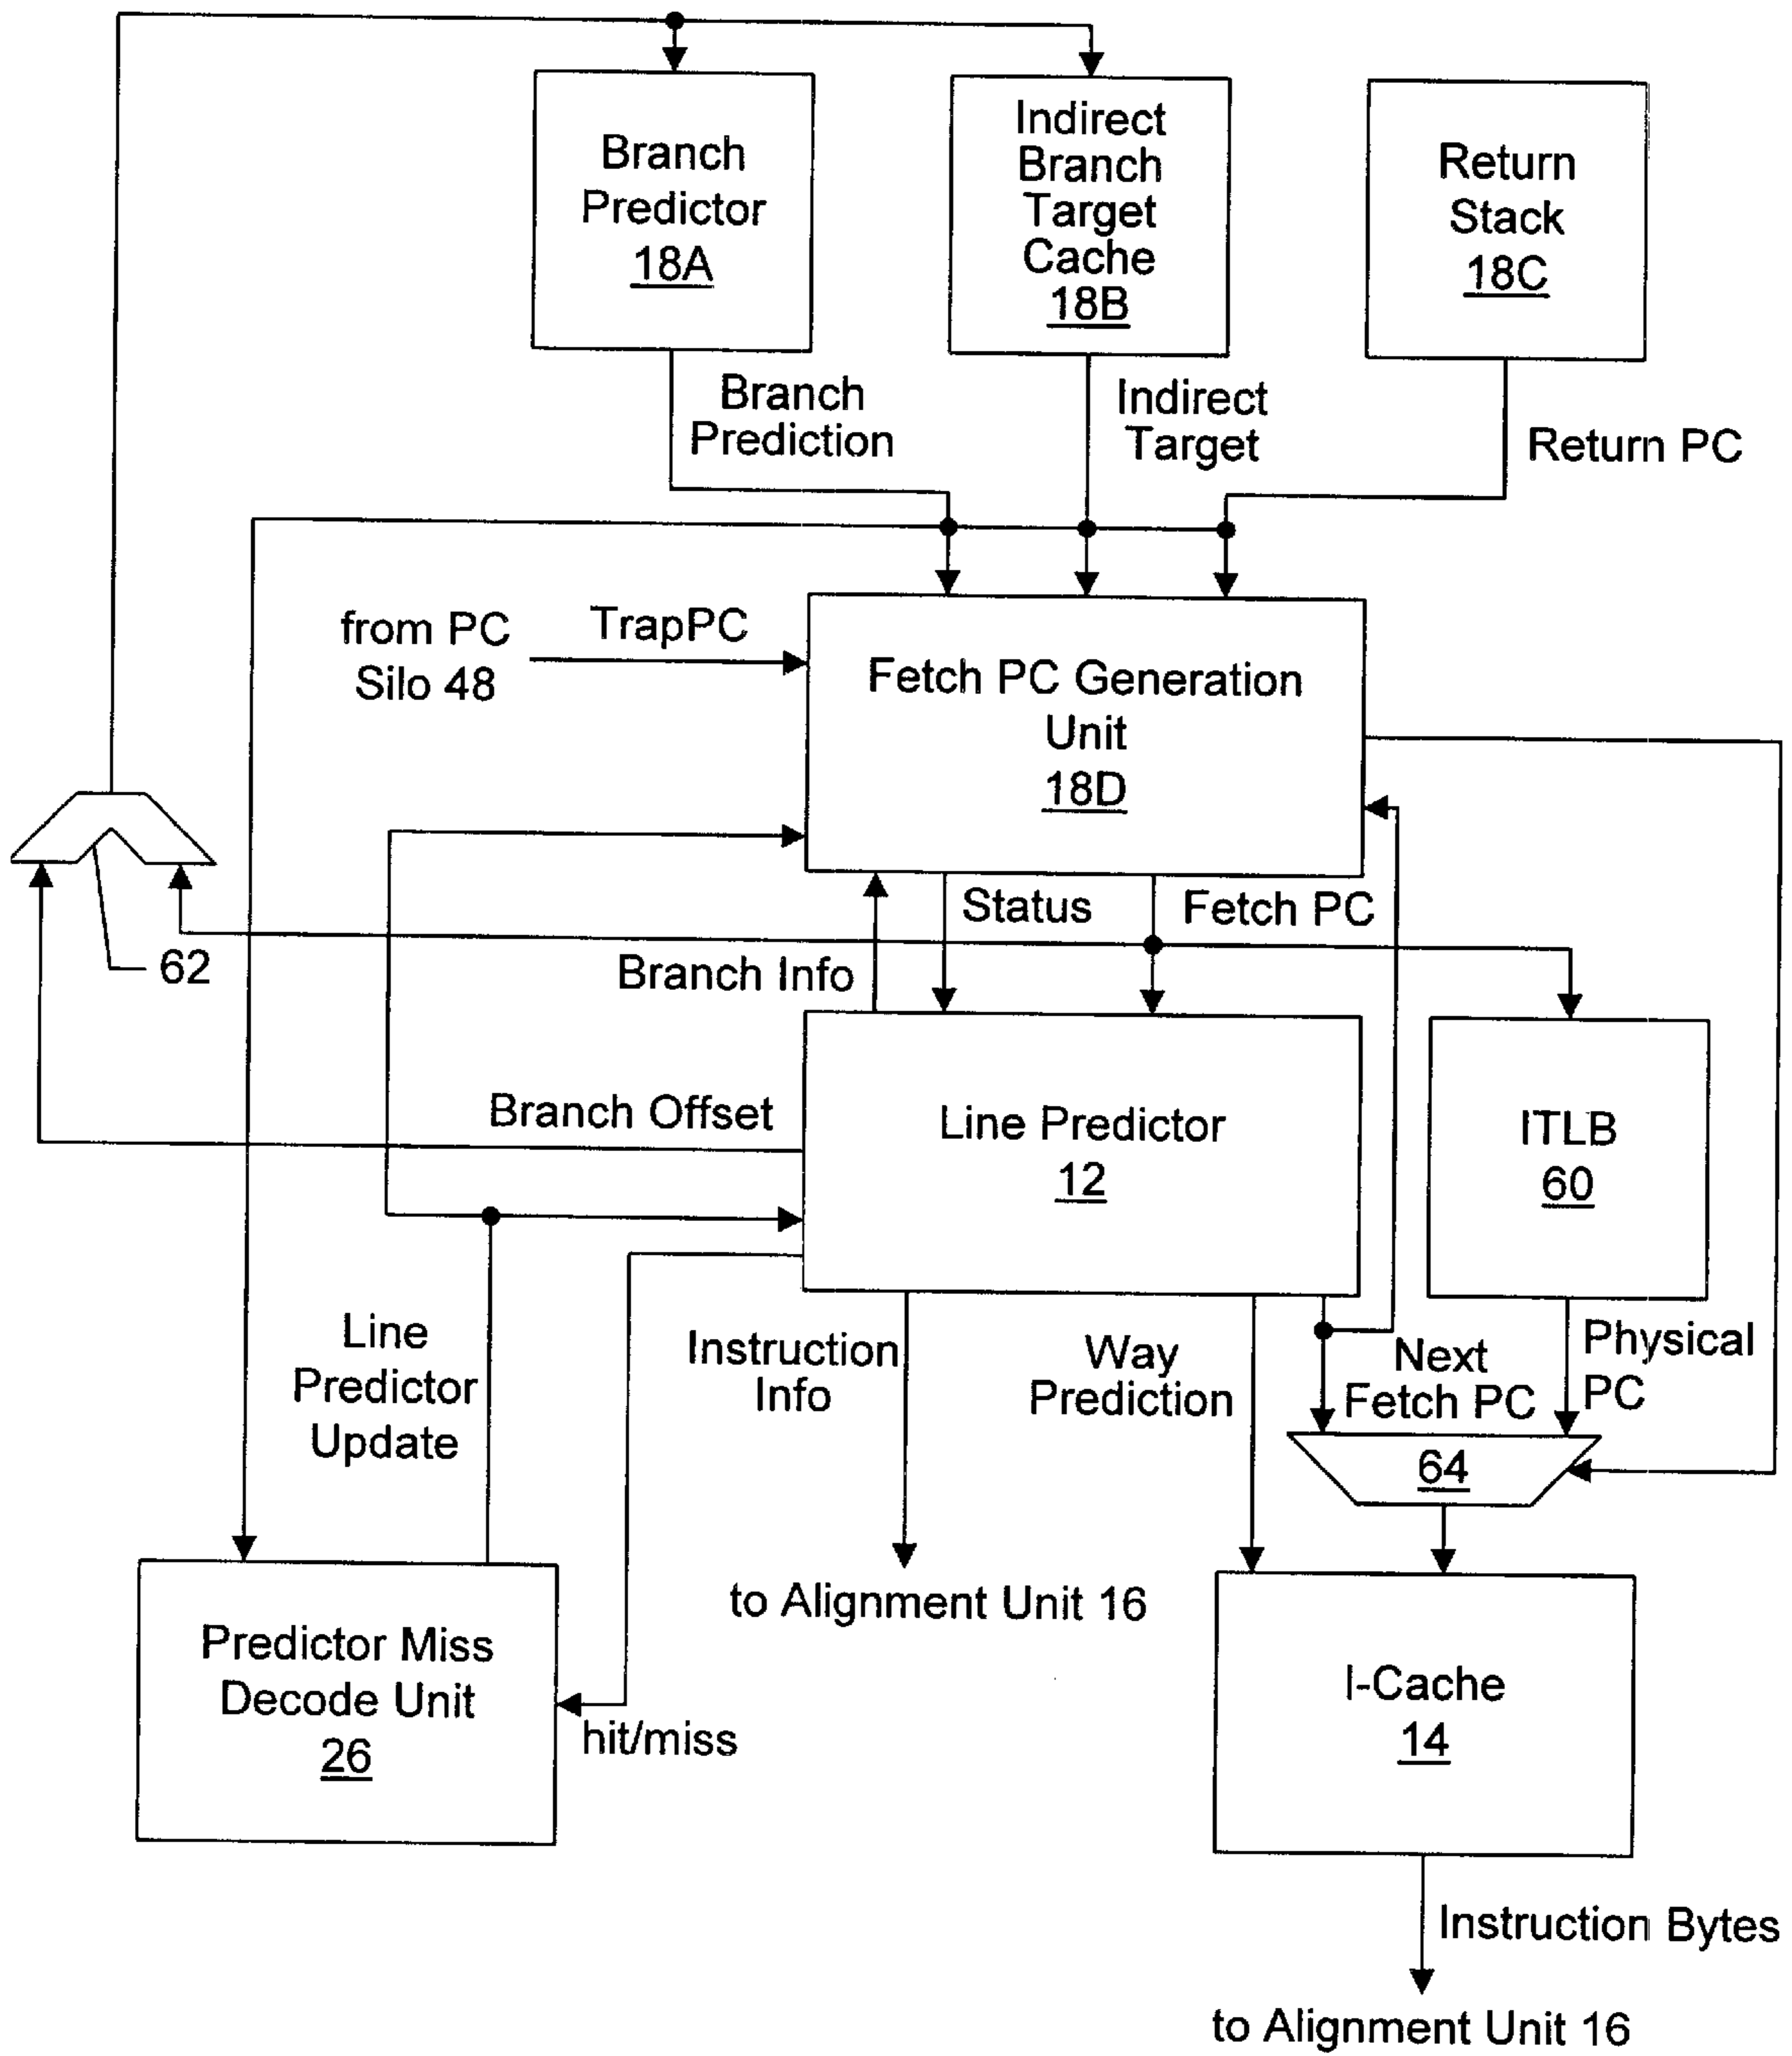 Branch
Predictor
18A
Indirect
Branch
Target
Cache
18B
Return
Stack
18C
Branch
Prediction
Indirect
Target
Return PC
from PC
Silo 48
TrapPC
Fetch PC Generation
Unit
18D
62
Status
Fetch PC
Branch Info
Branch Offset
Line Predictor
12
ITLB
60
Line
Predictor
Update
Instruction
Info
Way
Prediction
Next
Fetch PC
Physical
PC
64
to Alignment Unit 16
Predictor Miss
Decode Unit
26
hit/miss
I-Cache
14
Instruction Bytes
to Alignment Unit 16